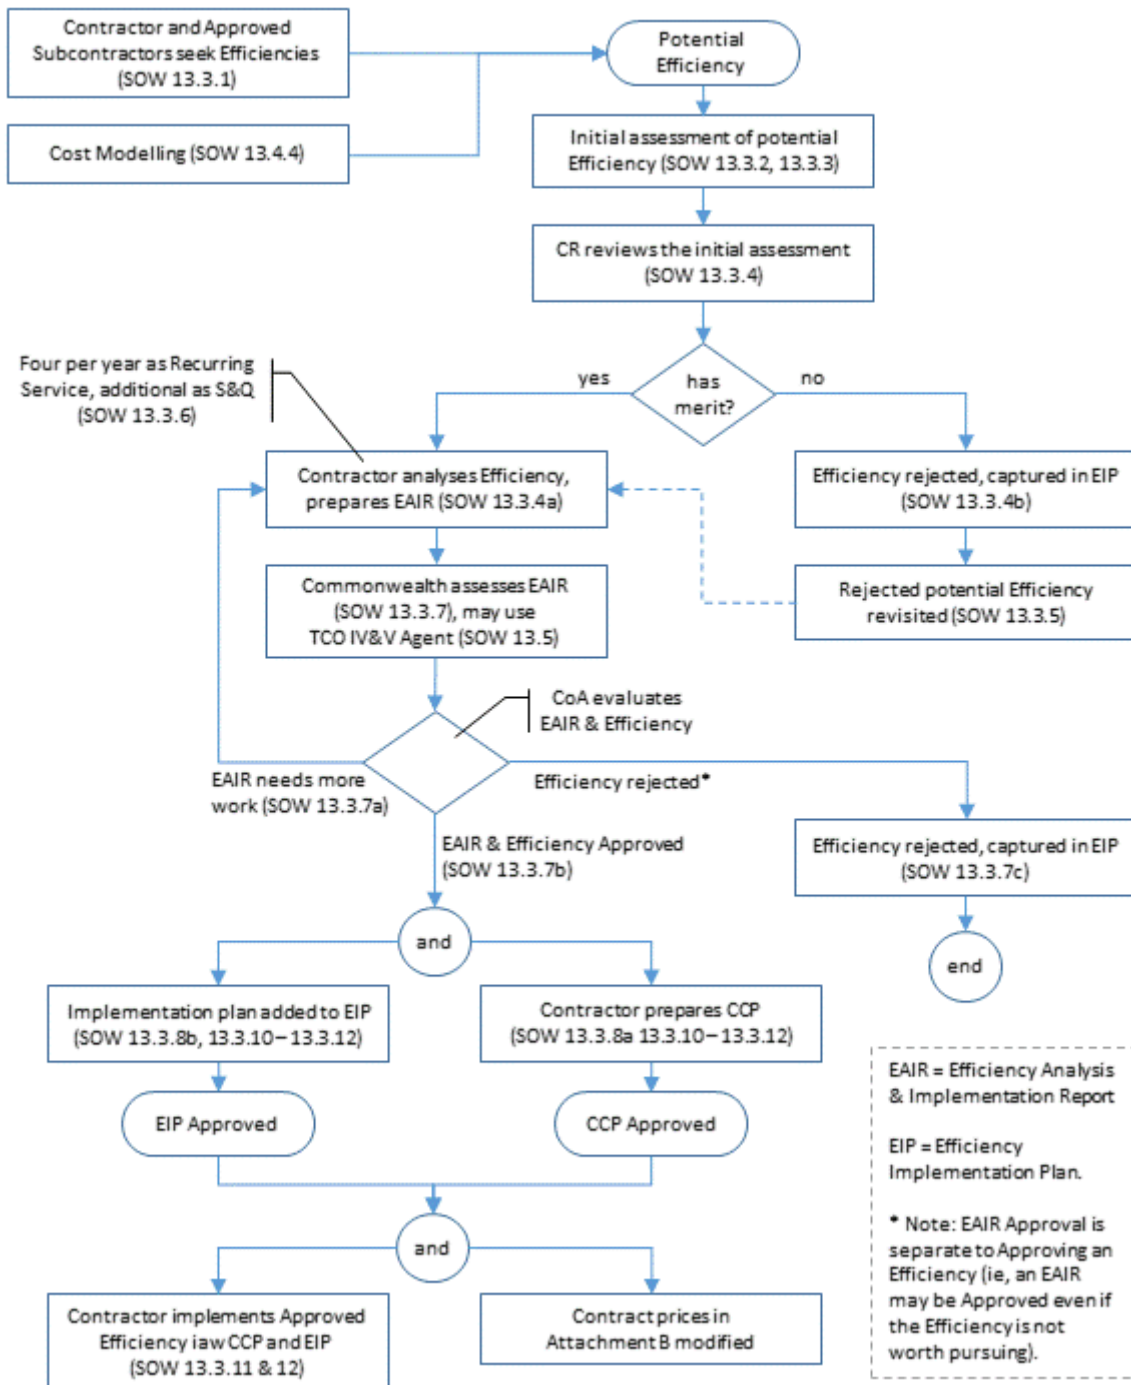 Contractor and Approved
Subcontractors seek Efficiencies
(SOW 13.3.1)
Potential
Efficiency
Cost Modelling (SOW 13.4.4)
Initial assessment of potential
Efficiency (SOW 13.3.2, 13.3.3)
CR reviews the initial assessment
(SOW 13.3.4)
Four per year as Recurring
Service, additional as S&Q
(SOW 13.3.6)
yes
has
merit?
no
Contractor analyses Efficiency,
prepares EAIR (SOW 13.3.4a)
Efficiency rejected, captured in EIP
(SOW 13.3.4b)
Commonwealth assesses EAIR
(SOW 13.3.7), may use
TCO IV&V Agent (SOW 13.5)
Rejected potential Efficiency
revisited (SOW 13.3.5)
CoA evaluates
EAIR & Efficiency
EAIR needs more
work (SOW 13.3.7a)
Efficiency rejected*
EAIR & Efficiency Approved
(SOW 13.3.7b)
Efficiency rejected, captured in EIP
(SOW 13.3.7c)
and
end
Implementation plan added to EIP
(SOW 13.3.8b, 13.3.10 – 13.3.12)
Contractor prepares CCP
(SOW 13.3.8a 13.3.10 – 13.3.12)
EIP Approved
CCP Approved
and
Contractor implements Approved
Efficiency iaw CCP and EIP
(SOW 13.3.11 & 12)
Contract prices in
Attachment B modified
EAIR = Efficiency Analysis
& Implementation Report
EIP = Efficiency
Implementation Plan.
* Note: EAIR Approval is
separate to Approving an
Efficiency (ie, an EAIR
may be Approved even if
the Efficiency is not
worth pursuing).